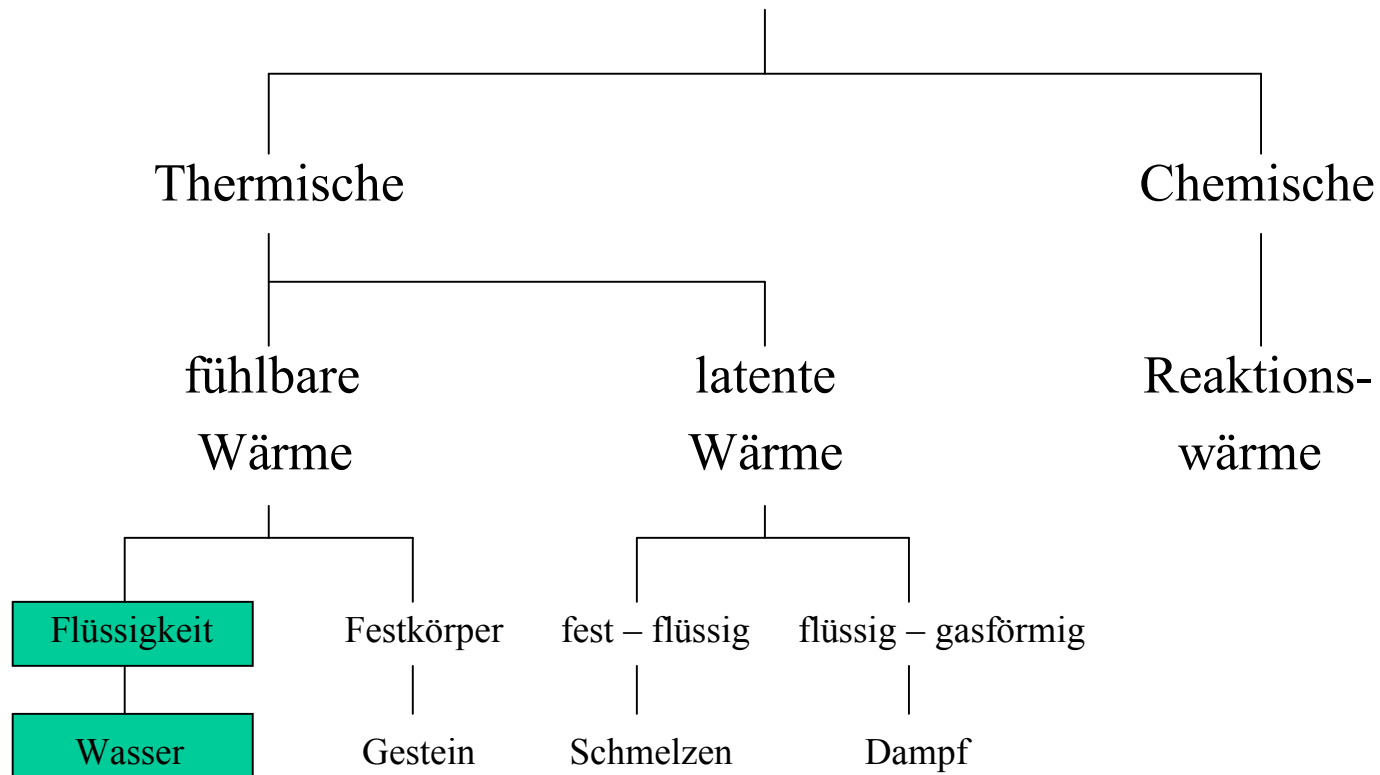 Thermische Chemische
fühlbare latente Reaktions-
Wärme Wärme wärme
Flüssigkeit Festkörper fest – flüssig flüssig – gasförmig
Wasser Gestein Schmelzen Dampf